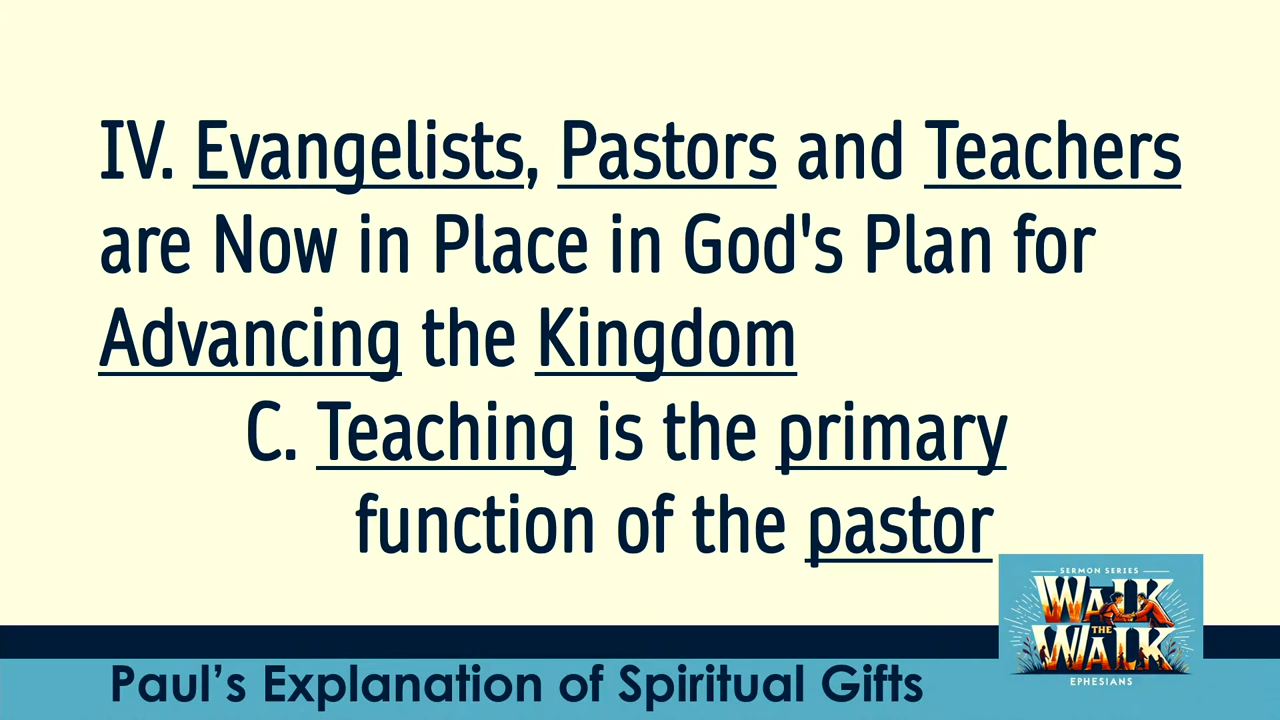 IV. Evangelists, Pastors and Teachers
are Now in Place in God's Plan for
Advancing the Kingdom
C. Teaching is the primary
function of the pastor
SERMON SERIES
WALK
THE
WALK
EPHESIANS
Paul’s Explanation of Spiritual Gifts